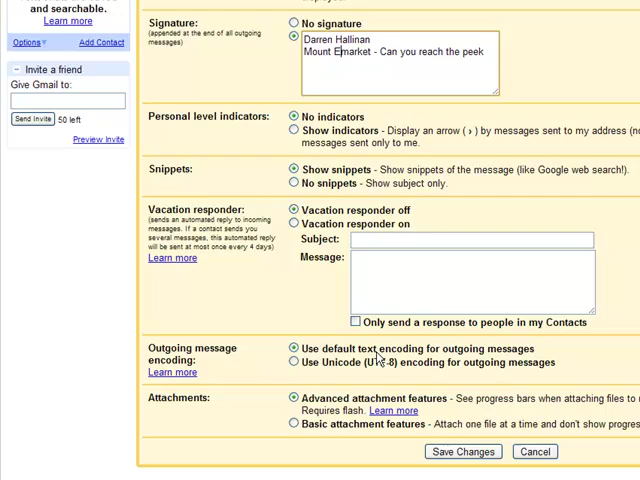 and searchable.
Learn more
Options
Add Contact
Invite a friend
Give Gmail to:
Send Invite 50 left
Preview Invite
Signature:
(appended at the end of all outgoing
messages)
No signature
Darren Hallinan
Mount Emarket - Can you reach the peek
Personal level indicators:
No indicators
Show indicators - Display an arrow ( › ) by messages sent to my address (no
messages sent only to me.
Snippets:
Show snippets - Show snippets of the message (like Google web search!).
No snippets - Show subject only.
Vacation responder:
(sends an automated reply to incoming
messages. If a contact sends you
several messages, this automated reply
will be sent at most once every 4 days)
Learn more
Vacation responder off
Vacation responder on
Subject:
Message:
Only send a response to people in my Contacts
Outgoing message
encoding:
Learn more
Use default text encoding for outgoing messages
Use Unicode (UTF-8) encoding for outgoing messages
Attachments:
Advanced attachment features - See progress bars when attaching files to
Requires flash. Learn more
Basic attachment features - Attach one file at a time and don't show progres
Save Changes
Cancel